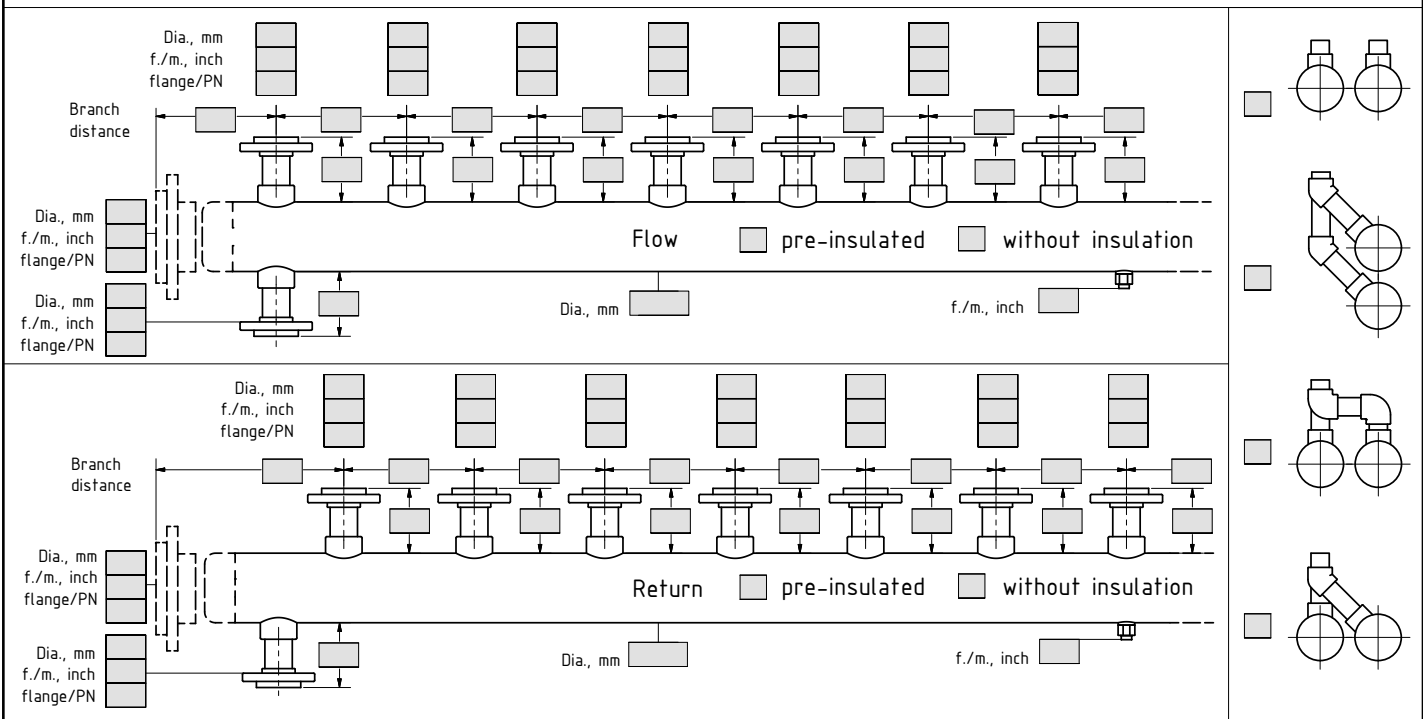 Dia., mm
f./m., inch
flange/PN
Branch
distance
Dia., mm
f./m., inch
flange/PN
Flow pre-insulated without insulation
Dia., mm
f./m., inch
flange/PN
Dia., mm
f./m., inch
Dia., mm
f./m., inch
flange/PN
Branch
distance
Dia., mm
f./m., inch
flange/PN
Return pre-insulated without insulation
Dia., mm
f./m., inch
flange/PN
Dia., mm
f./m., inch